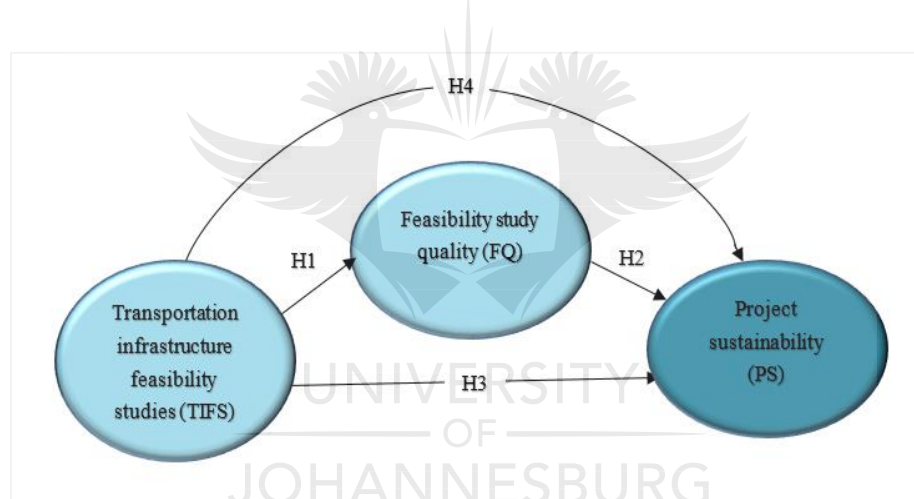 H4
Feasibility study
quality (FQ)
H1
H2
Transportation
infrastructure
feasibility
studies (TIFS)
Project
sustainability
(PS)
H3
UNIVERSITY
OF
JOHANNESBURG